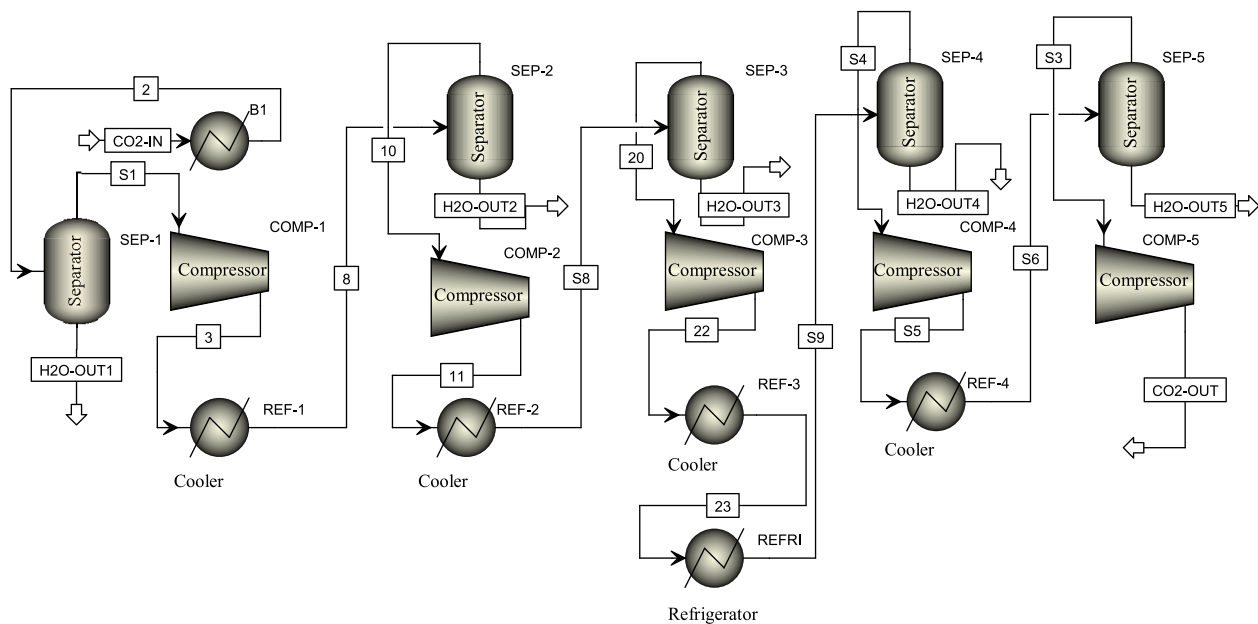 2
B1
CO2-IN
S1
Separator
SEP-1
H2O-OUT1
COMP-1
Compressor
3
REF-1
Cooler
8
10
SEP-2
Separator
H2O-OUT2
COMP-2
Compressor
11
REF-2
Cooler
S8
20
SEP-3
Separator
H2O-OUT3
COMP-3
Compressor
22
REF-3
Cooler
23
REFRI
Refrigerator
S9
S4
SEP-4
Separator
H2O-OUT4
COMP-4
Compressor
S5
REF-4
Cooler
S6
S3
SEP-5
Separator
H2O-OUT5
COMP-5
Compressor
CO2-OUT